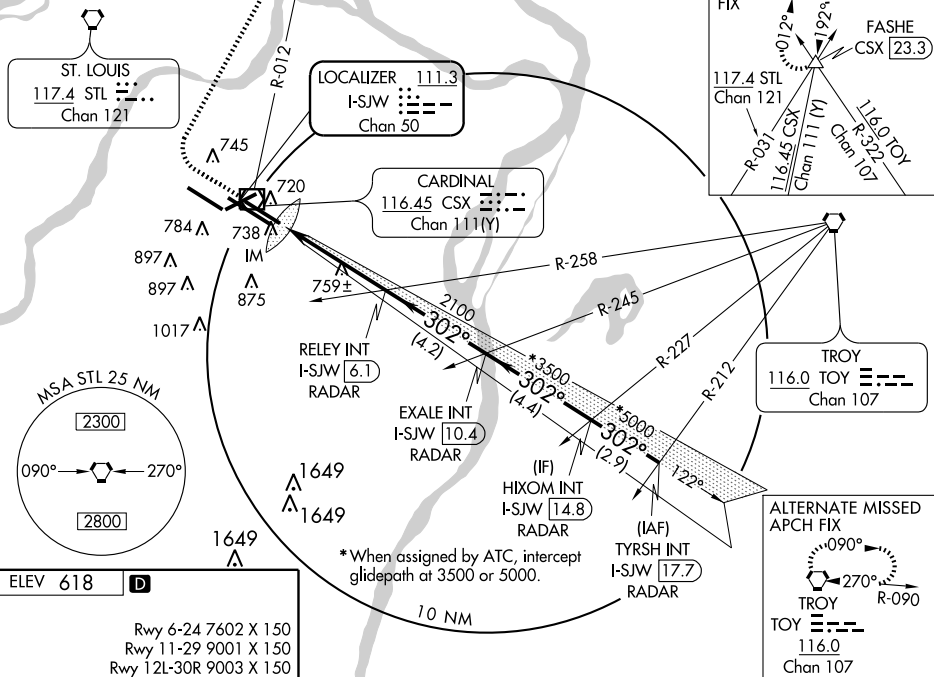 ST. LOUIS
117.4 STL
Chan 121
R-012
LOCALIZER 111.3
I-SJW
Chan 50
FIX
012°
192°
FASHE
CSX 23.3
117.4 STL
Chan 121
R-031
116.45 CSX
Chan 111 (Y)
116.0 TOY
R-322
Chan 107
745
720
784
738
IM
897
897
875
759±
1017
CARDINAL
116.45 CSX
Chan 111(Y)
R-258
R-245
R-227
R-212
2100
302°
(4.2)
*3500
302°
(4.4)
*5000
302°
(2.9)
122°
RELEY INT
I-SJW 6.1
RADAR
EXALE INT
I-SJW 10.4
RADAR
(IF)
HIXOM INT
I-SJW 14.8
RADAR
(IAF)
TYRSH INT
I-SJW 17.7
RADAR
TROY
116.0 TOY
Chan 107
MSA STL 25 NM
2300
090°
270°
2800
1649
1649
1649
*When assigned by ATC, intercept
glidepath at 3500 or 5000.
10 NM
ALTERNATE MISSED
APCH FIX
090°
270°
R-090
TROY
TOY
116.0
Chan 107
ELEV 618 D
Rwy 6-24 7602 X 150
Rwy 11-29 9001 X 150
Rwy 12L-30R 9003 X 150